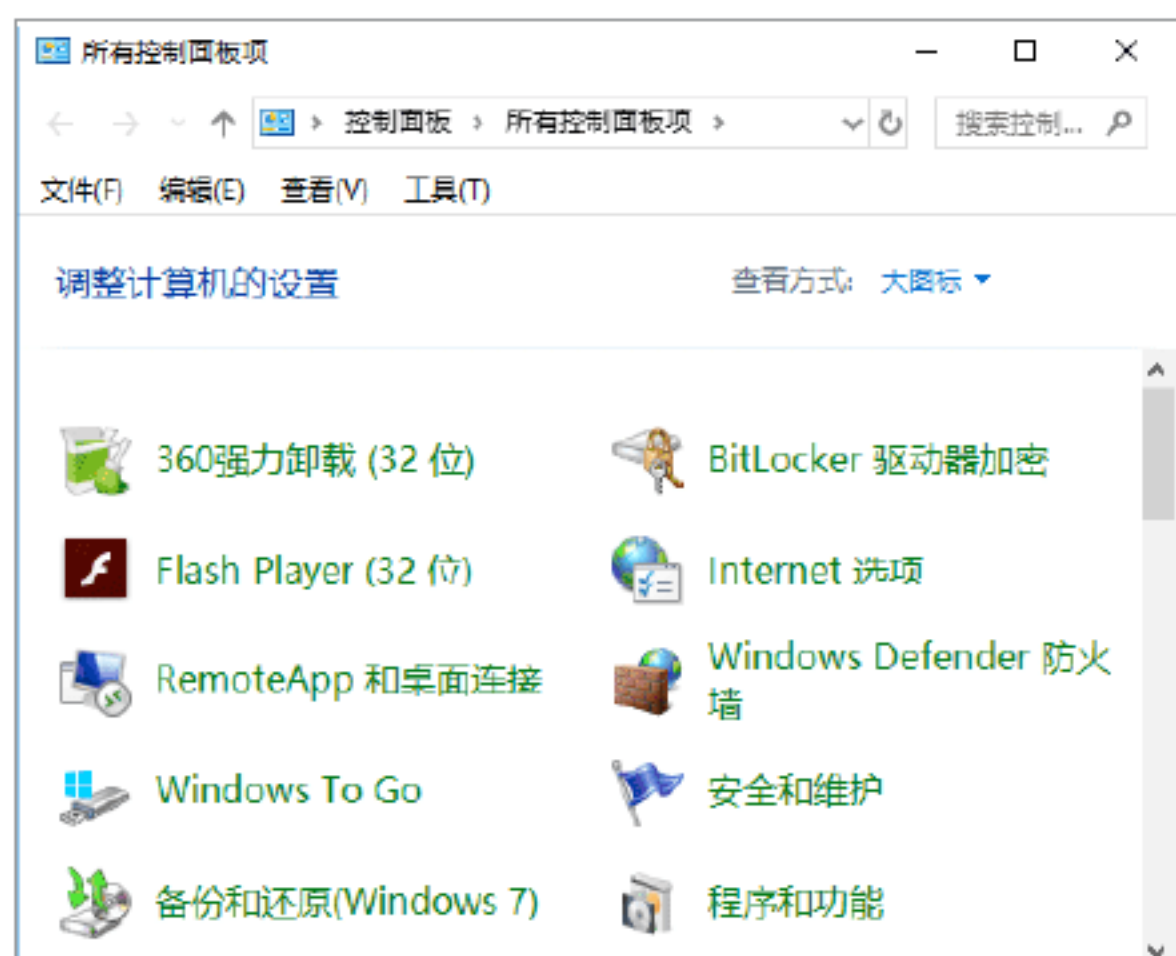 所有控制面板项
控制面板 所有控制面板项 搜索控制...
文件(F) 编辑(E) 查看(V) 工具(T)
调整计算机的设置 查看方式: 大图标
360强力卸载 (32 位) BitLocker 驱动器加密
Flash Player (32 位) Internet 选项
RemoteApp 和桌面连接 Windows Defender 防火
墙
Windows To Go 安全和维护
备份和还原(Windows 7) 程序和功能